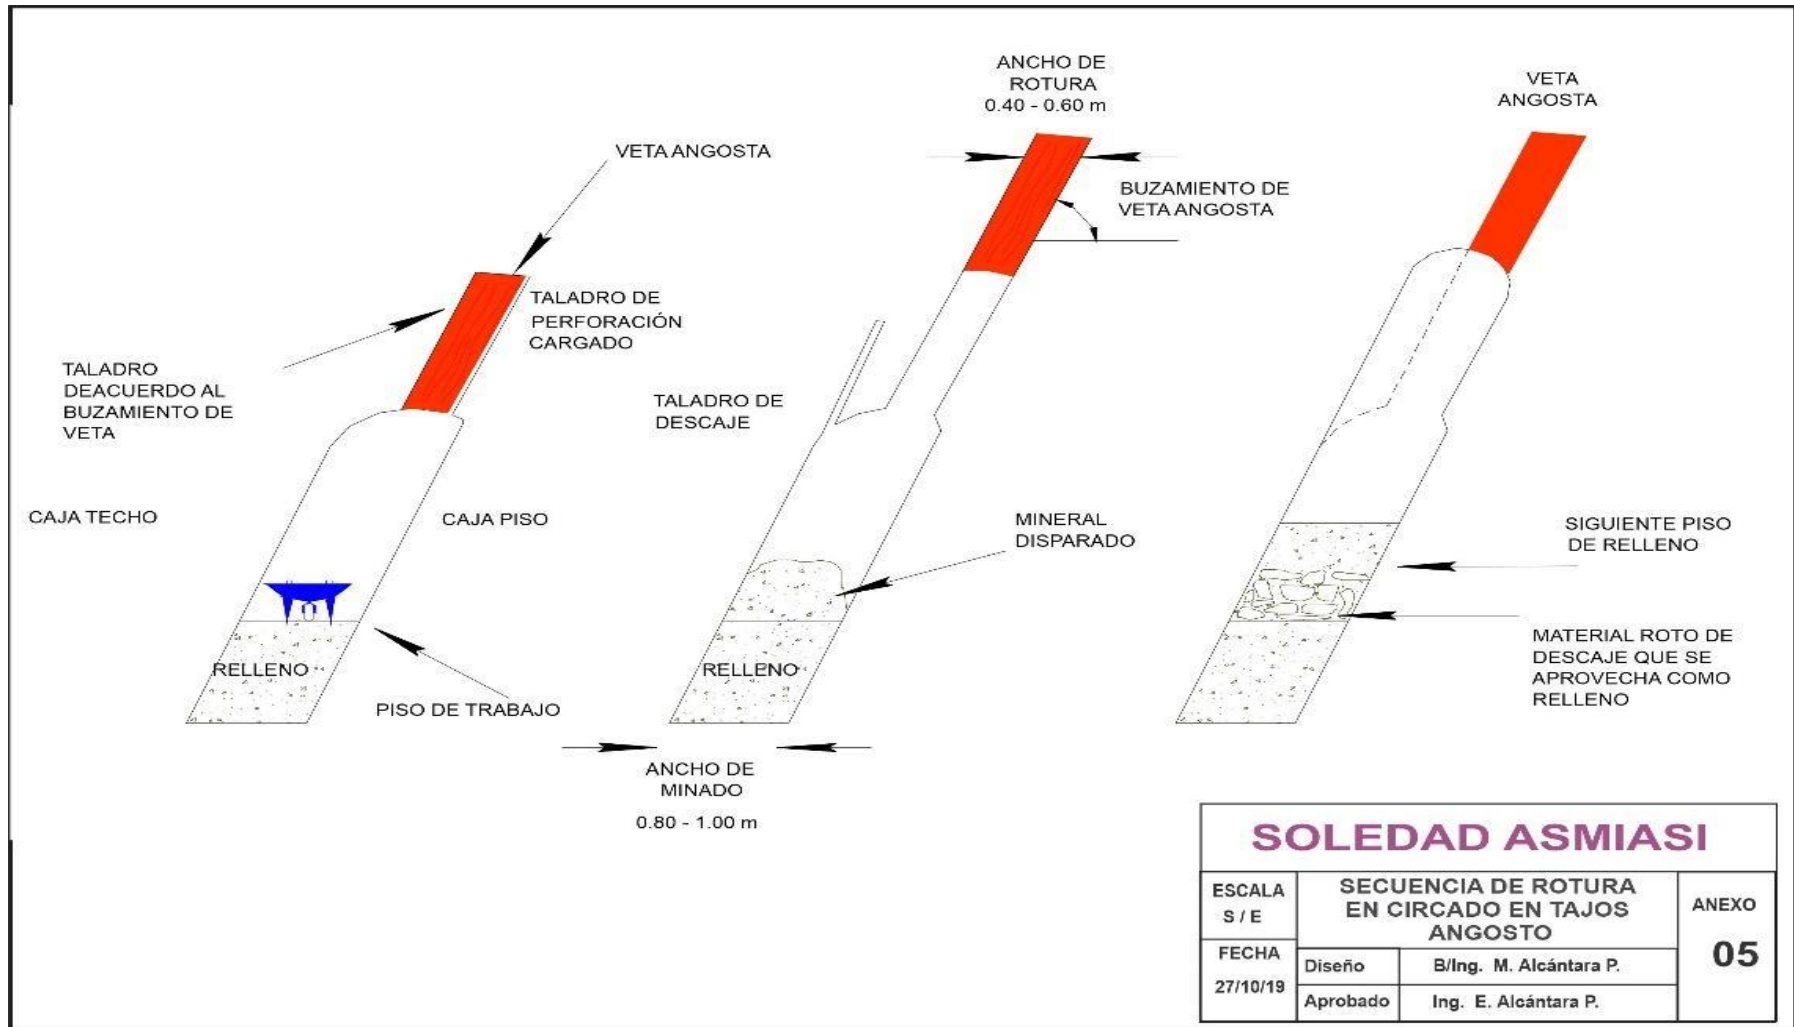 VETA ANGOSTA
TALADRO DE
PERFORACIÓN
CARGADO
TALADRO
DEACUERDO AL
BUZAMIENTO DE
VETA
CAJA TECHO
CAJA PISO
RELLENO
PISO DE TRABAJO
ANCHO DE
ROTURA
0.40 - 0.60 m
BUZAMIENTO DE
VETA ANGOSTA
TALADRO DE
DESCAJE
MINERAL
DISPARADO
RELLENO
ANCHO DE
MINADO
0.80 - 1.00 m
VETA
ANGOSTA
SIGUIENTE PISO
DE RELLENO
MATERIAL ROTO DE
DESCAJE QUE SE
APROVECHA COMO
RELLENO
SOLEDAD ASMIASI
ESCALA
S / E
SECUENCIA DE ROTURA
EN CIRCADO EN TAJOS
ANGOSTO
ANEXO
05
FECHA
27/10/19
Diseño B/Ing. M. Alcántara P.
Aprobado Ing. E. Alcántara P.